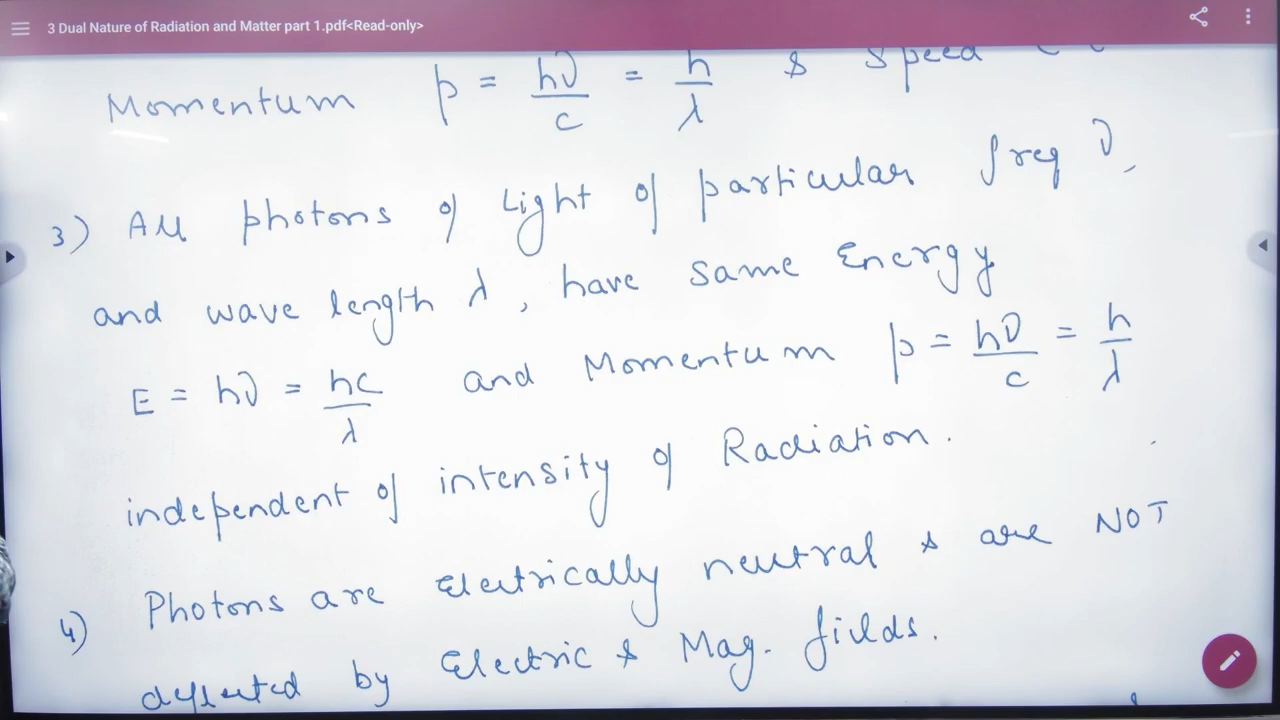 3 Dual Nature of Radiation and Matter part 1.pdf<Read-only>
Momentum p = hν/c = h/λ & speed
3) All photons of Light of particular freq ν,
and wave length λ, have same Energy
E = hν = hc/λ and Momentum p = hν/c = h/λ
independent of intensity of Radiation.
4) Photons are Electrically neutral & are NOT
deflected by Electric & Mag. fields.